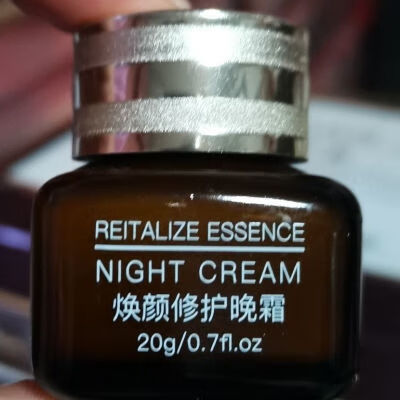 REITALIZE ESSENCE
NIGHT CREAM
焕颜修护晚霜
20g/0.7fl.oz